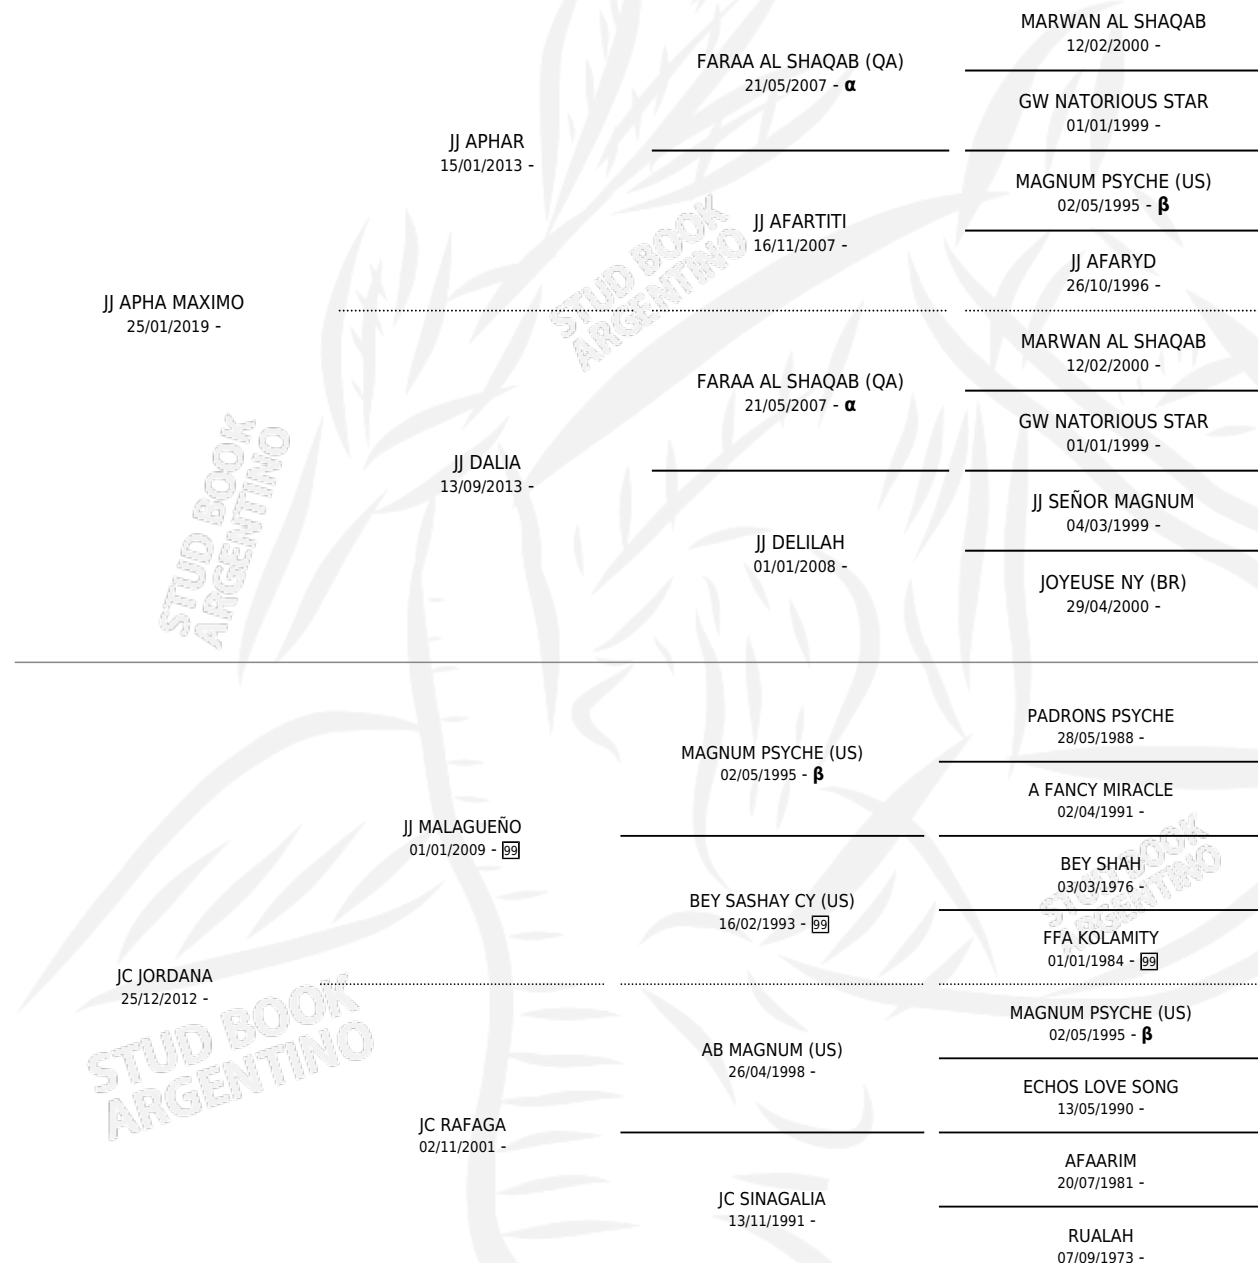 MARWAN AL SHAQAB
12/02/2000 -
FARAA AL SHAQAB (QA)
21/05/2007 - α
GW NATORIOUS STAR
01/01/1999 -
JJ APHAR
15/01/2013 -
MAGNUM PSYCHE (US)
02/05/1995 - β
JJ AFARTITI
16/11/2007 -
JJ AFARYD
26/10/1996 -
JJ APHA MAXIMO
25/01/2019 -
MARWAN AL SHAQAB
12/02/2000 -
FARAA AL SHAQAB (QA)
21/05/2007 - α
GW NATORIOUS STAR
01/01/1999 -
JJ DALIA
13/09/2013 -
JJ SEÑOR MAGNUM
04/03/1999 -
JJ DELILAH
01/01/2008 -
JOYEUSE NY (BR)
29/04/2000 -
PADRONS PSYCHE
28/05/1988 -
MAGNUM PSYCHE (US)
02/05/1995 - β
A FANCY MIRACLE
02/04/1991 -
JJ MALAGUEÑO
01/01/2009 - 99
BEY SHAH
03/03/1976 -
BEY SASHAY CY (US)
16/02/1993 - 99
FFA KOLAMITY
01/01/1984 - 99
JC JORDANA
25/12/2012 -
MAGNUM PSYCHE (US)
02/05/1995 - β
AB MAGNUM (US)
26/04/1998 -
ECHOS LOVE SONG
13/05/1990 -
JC RAFAGA
02/11/2001 -
AFAARIM
20/07/1981 -
JC SINAGALIA
13/11/1991 -
RUALAH
07/09/1973 -
STUD BOOK
ARGENTINO
STUD BOOK
ARGENTINO
STUD BOOK
ARGENTINO
STUD BOOK
ARGENTINO